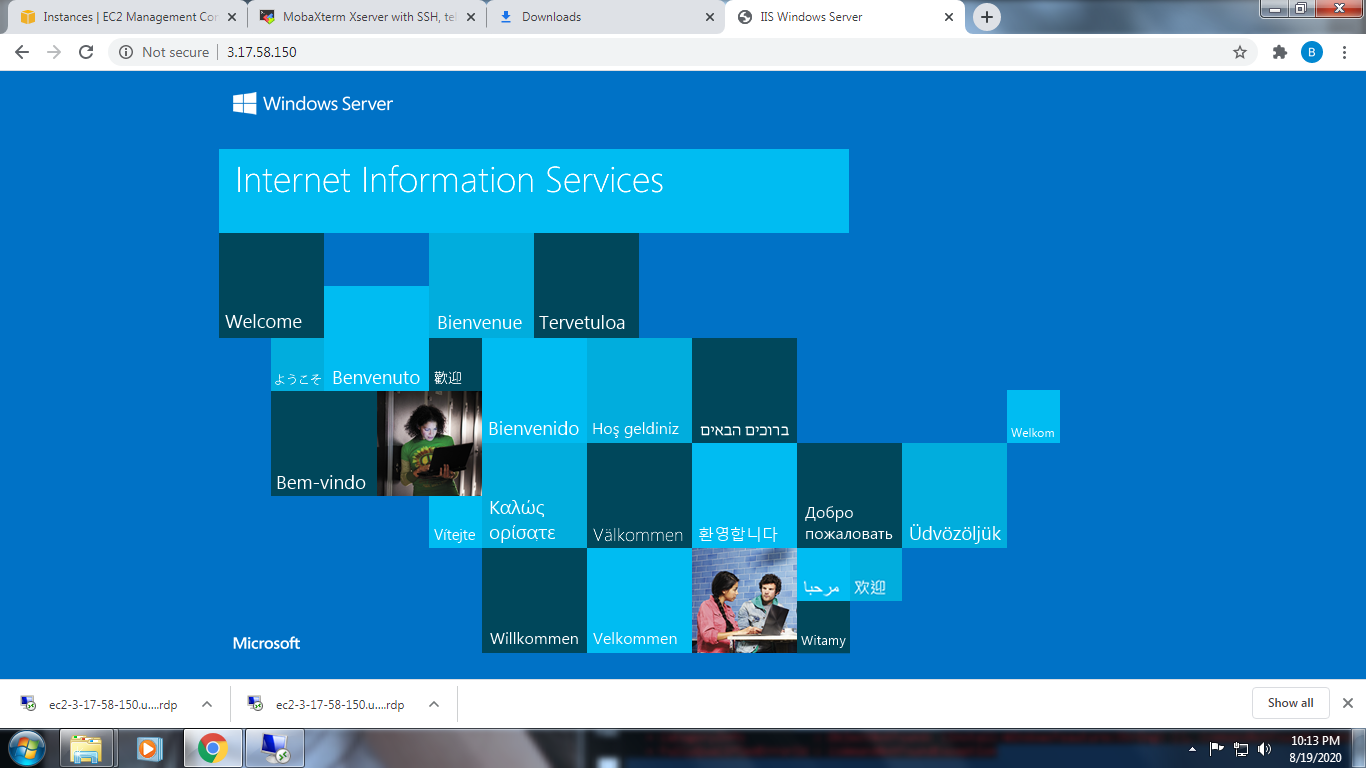 Instances | EC2 Management Con
MobaXterm Xserver with SSH, tel
Downloads
IIS Windows Server
Not secure
3.17.58.150
B
Windows Server
Internet Information Services
Welcome
Bienvenue
Tervetuloa
ようこそ
Benvenuto
歡迎
Bienvenido
Hoş geldiniz
ברוכים הבאים
Welkom
Bem-vindo
Vítejte
Καλώς
ορίσατε
Välkommen
환영합니다
Добро
пожаловать
Üdvözöljük
Willkommen
Velkommen
مرحبا
欢迎
Witamy
Microsoft
ec2-3-17-58-150.u....rdp
ec2-3-17-58-150.u....rdp
Show all
10:13 PM
8/19/2020